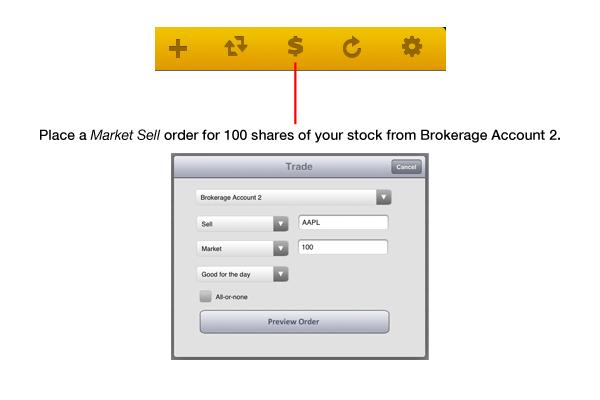 $
Place a Market Sell order for 100 shares of your stock from Brokerage Account 2.
Trade
Cancel
Brokerage Account 2
Sell
AAPL
Market
100
Good for the day
All-or-none
Preview Order